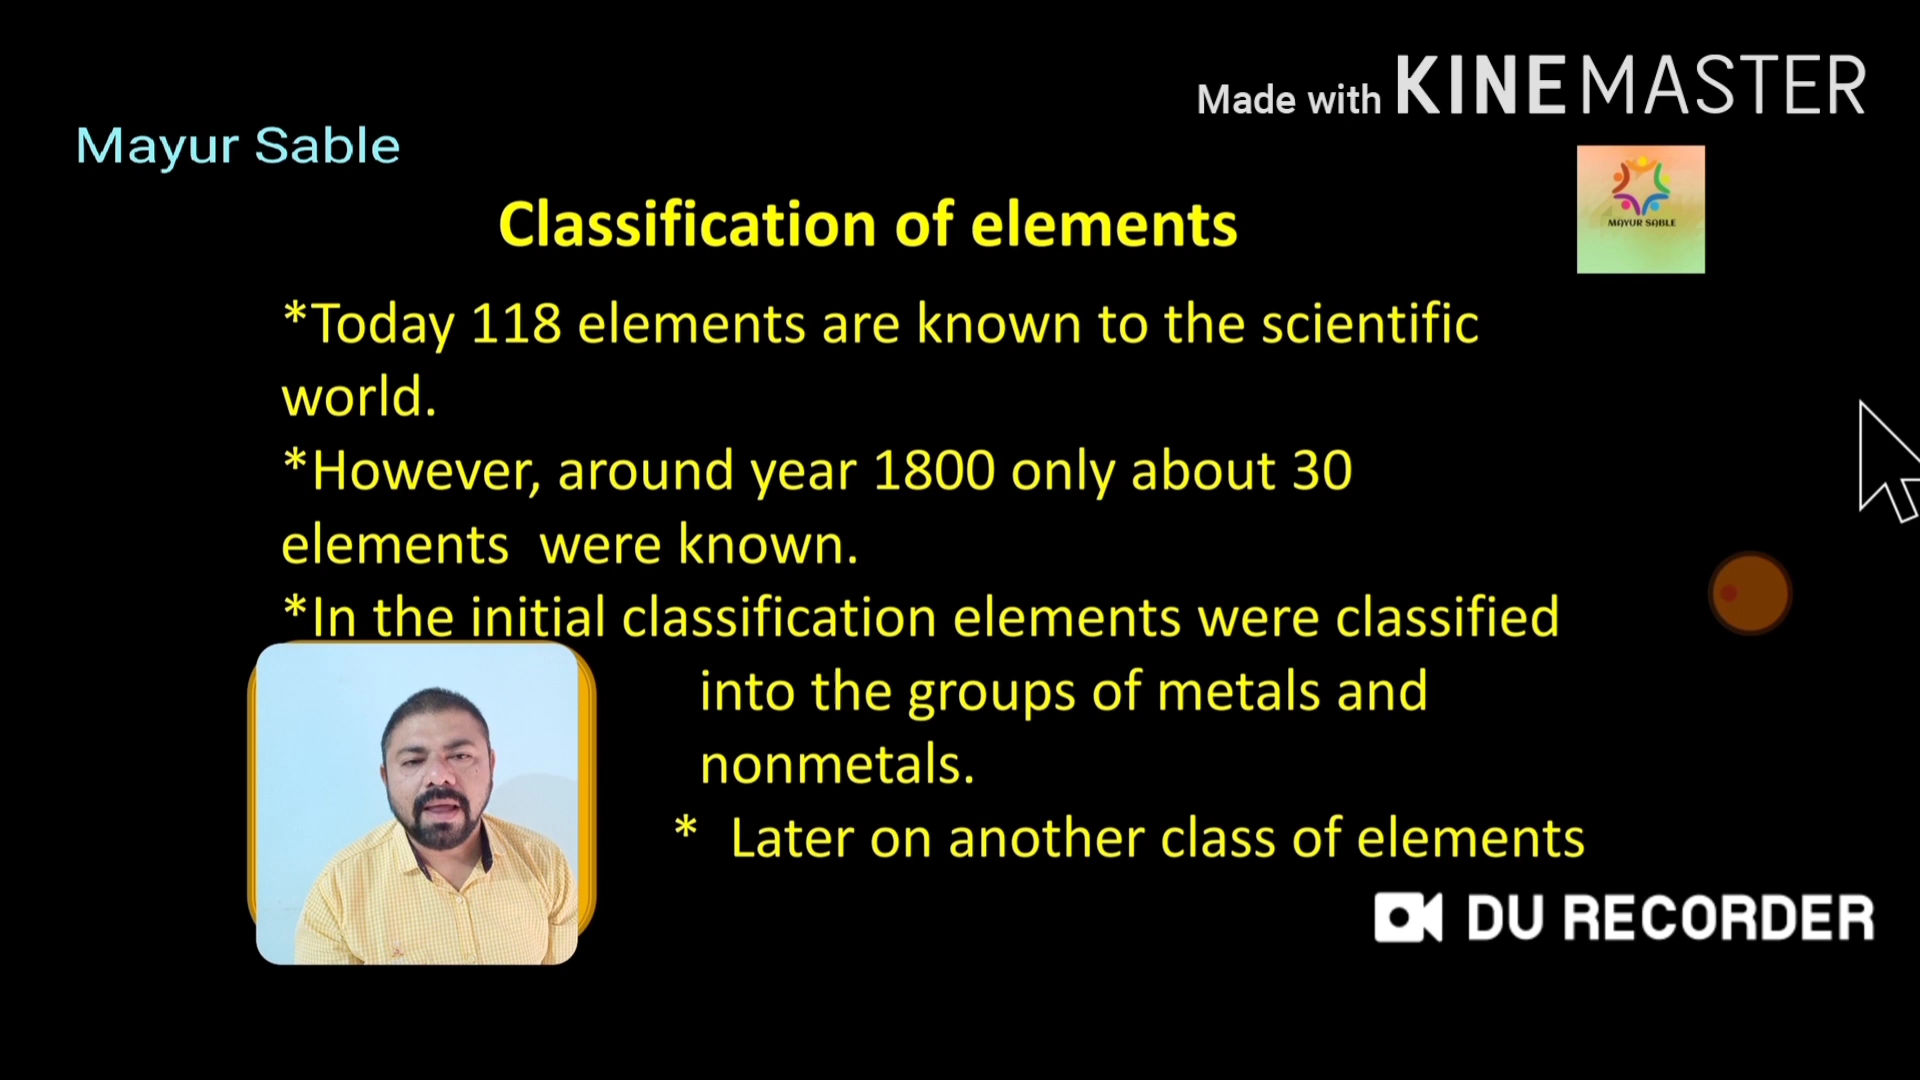 Made with KINEMASTER
Mayur Sable
MAYUR SABLE
Classification of elements
*Today 118 elements are known to the scientific
world.
*However, around year 1800 only about 30
elements  were known.
*In the initial classification elements were classified
into the groups of metals and
nonmetals.
*  Later on another class of elements
DU RECORDER